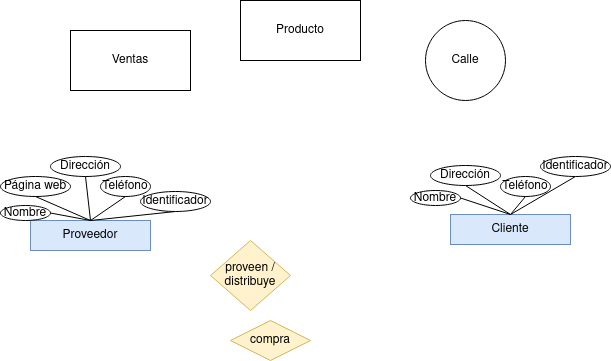 Producto
Ventas
Calle
Dirección
Página web
Teléfono
Identificador
Nombre
Proveedor
Identificador
Dirección
Teléfono
Nombre
Cliente
proveen /
distribuye
compra